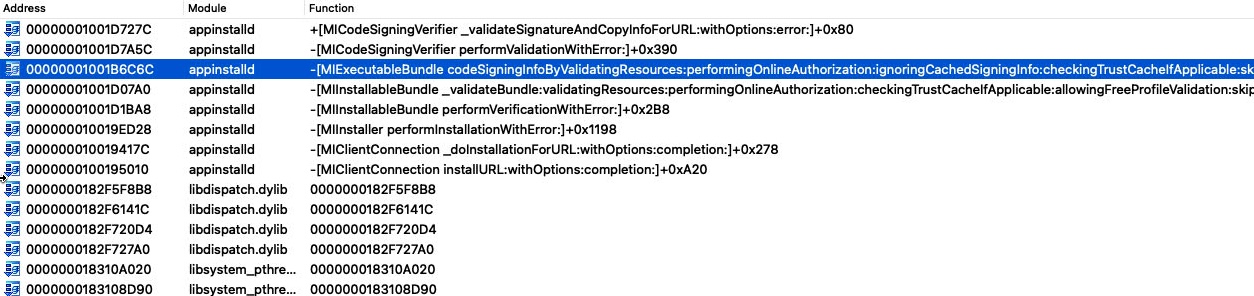 Address Module Function
00000001001D727C appinstalld +[MICodeSigningVerifier _validateSignatureAndCopyInfoForURL:withOptions:error:]+0x80
00000001001D7A5C appinstalld -[MICodeSigningVerifier performValidationWithError:]+0x390
00000001001B6C6C appinstalld -[MIExecutableBundle codeSigningInfoByValidatingResources:performingOnlineAuthorization:ignoringCachedSigningInfo:checkingTrustCacheIfApplicable:sk
00000001001D07A0 appinstalld -[MIInstallableBundle _validateBundle:validatingResources:performingOnlineAuthorization:checkingTrustCacheIfApplicable:allowingFreeProfileValidation:skip
00000001001D1BA8 appinstalld -[MIInstallableBundle performVerificationWithError:]+0x2B8
000000010019ED28 appinstalld -[MIInstaller performInstallationWithError:]+0x1198
000000010019417C appinstalld -[MIClientConnection _doInstallationForURL:withOptions:completion:]+0x278
0000000100195010 appinstalld -[MIClientConnection installURL:withOptions:completion:]+0xA20
0000000182F5F8B8 libdispatch.dylib 0000000182F5F8B8
0000000182F6141C libdispatch.dylib 0000000182F6141C
0000000182F720D4 libdispatch.dylib 0000000182F720D4
0000000182F727A0 libdispatch.dylib 0000000182F727A0
000000018310A020 libsystem_pthre... 000000018310A020
0000000183108D90 libsystem_pthre... 0000000183108D90